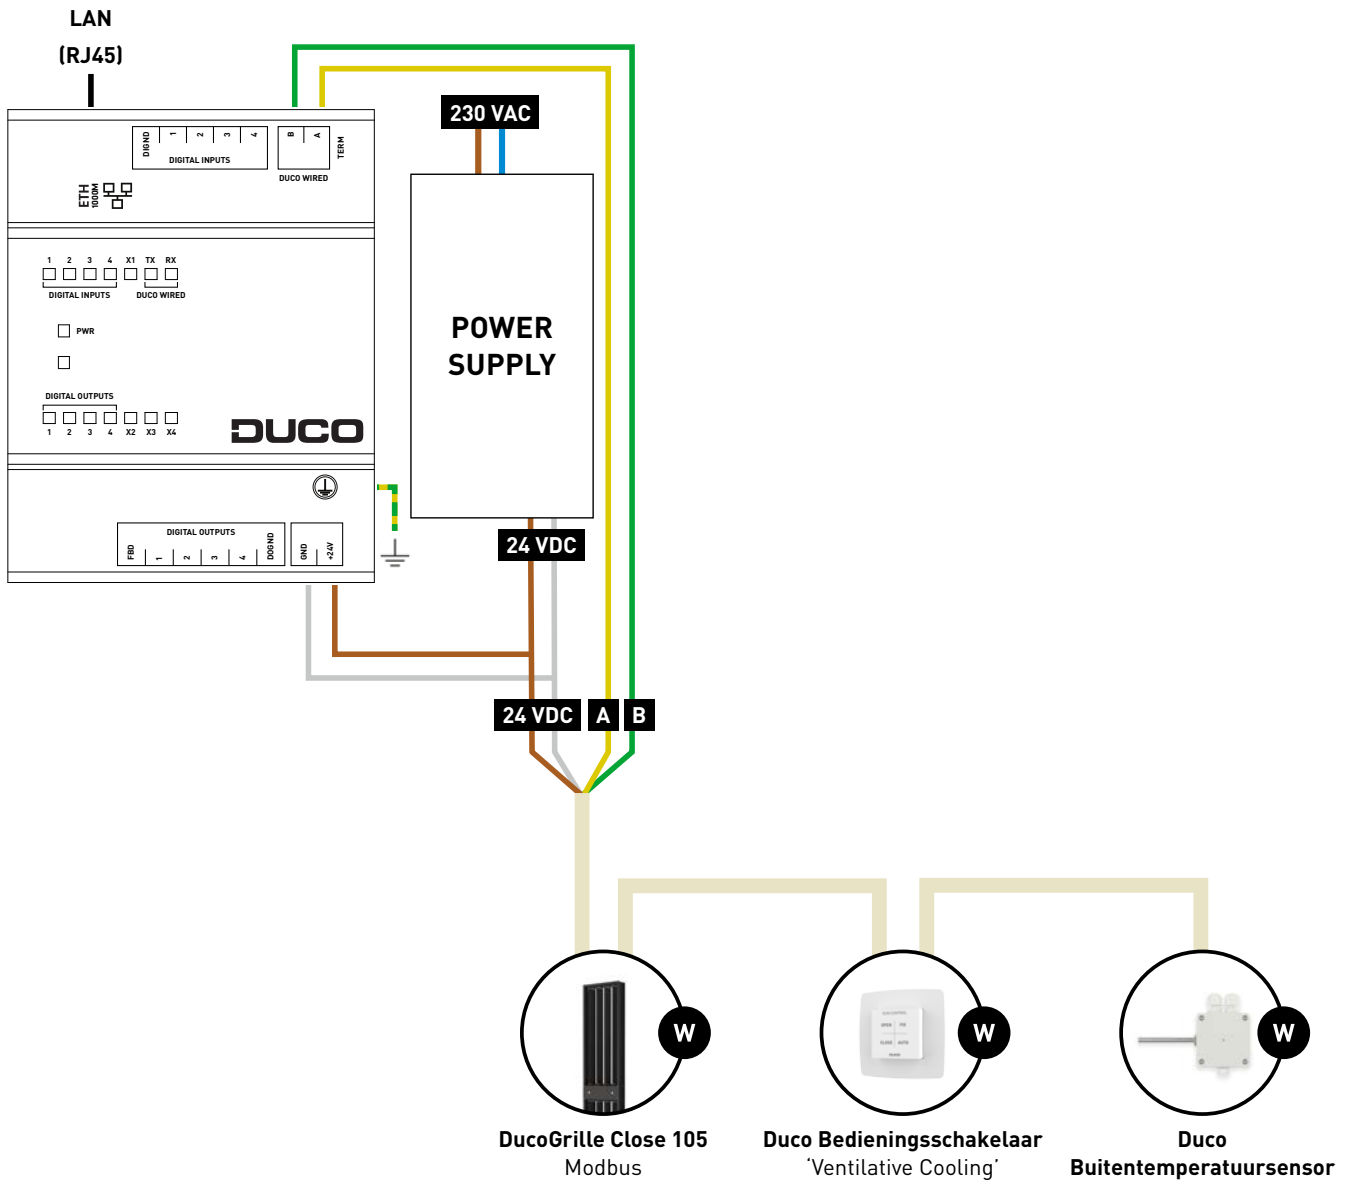 LAN
(RJ45)
DIGND 1 2 3 4
DIGITAL INPUTS
B A
TERM
DUCO WIRED
ETH
1000M
230 VAC
1 2 3 4 X1 TX RX
DIGITAL INPUTS DUCO WIRED
PWR
POWER
SUPPLY
DIGITAL OUTPUTS
1 2 3 4 X2 X3 X4
DUCO
DIGITAL OUTPUTS
FBD 1 2 3 4 DOGND
GND +24V
24 VDC
24 VDC A B
OPEN
CLOSE AUTO
W
W
W
DucoGrille Close 105
Modbus
Duco Bedieningsschakelaar
‘Ventilative Cooling’
Duco
Buitentemperatuursensor